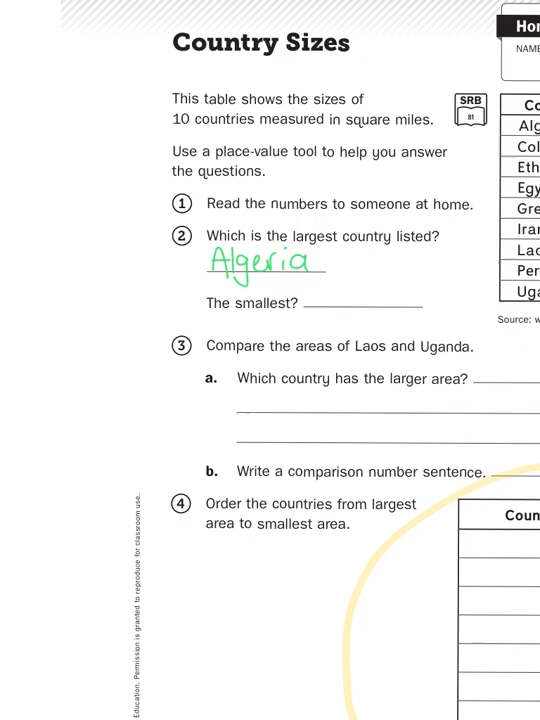 Country Sizes
Hon
NAME
This table shows the sizes of
10 countries measured in square miles.
SRB
81
Use a place-value tool to help you answer
the questions.
Co
Alg
Col
Eth
Egy
Gre
Iran
Lao
Per
Uga
Source: w
1 Read the numbers to someone at home.
2 Which is the largest country listed?
Algeria
The smallest?
3 Compare the areas of Laos and Uganda.
a. Which country has the larger area?
b. Write a comparison number sentence.
4 Order the countries from largest
area to smallest area.
Coun
Education. Permission is granted to reproduce for classroom use.